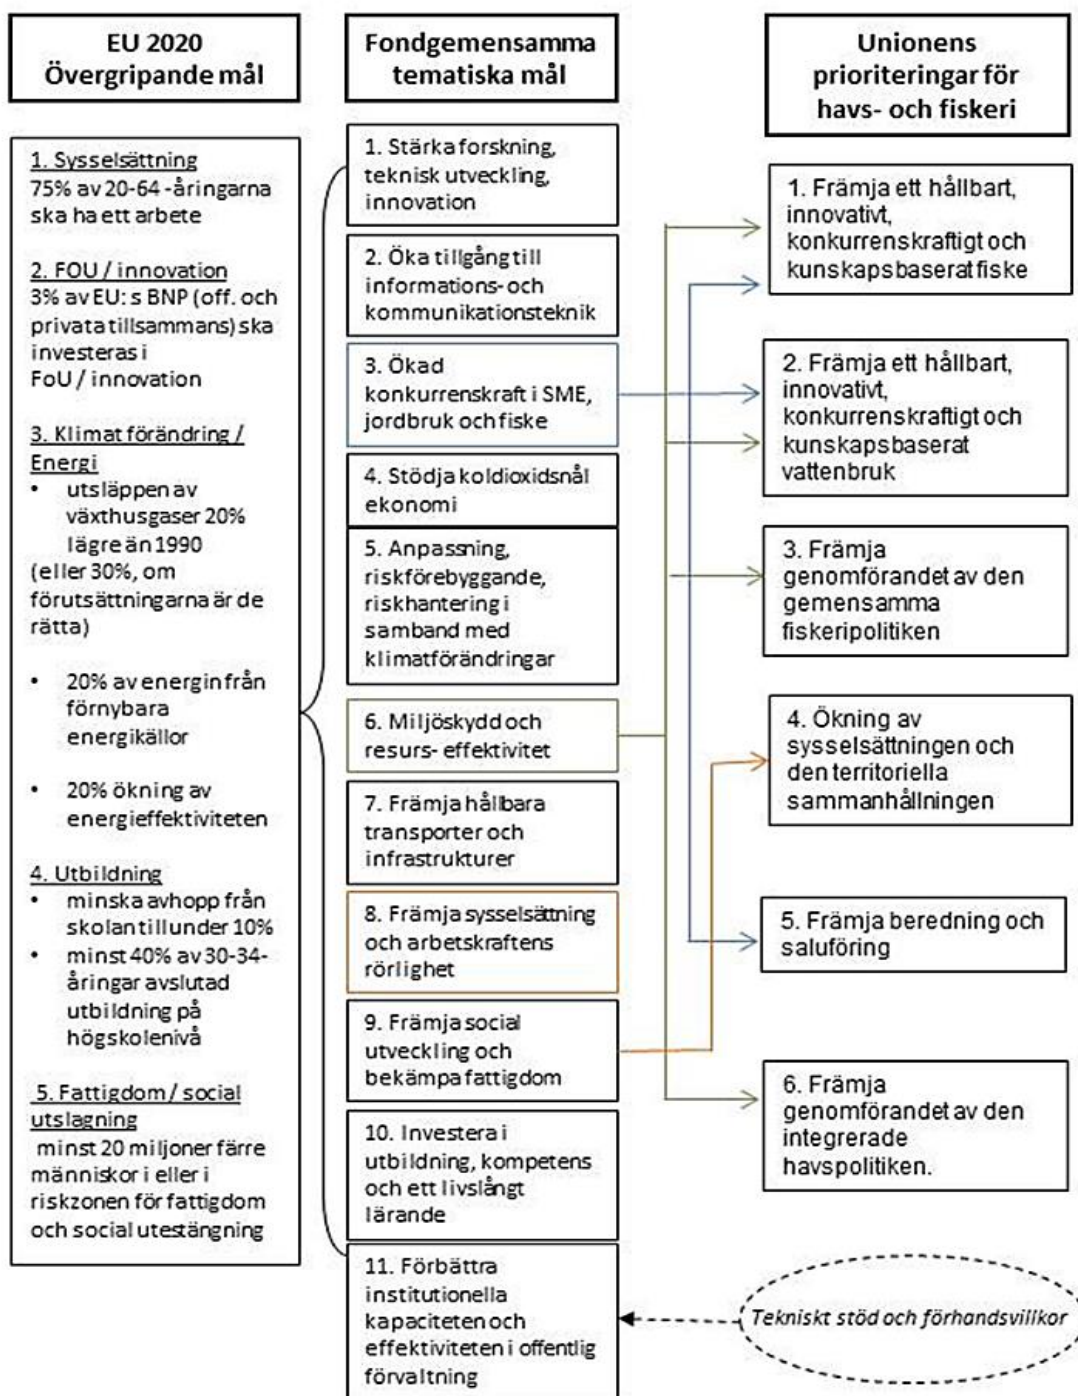 EU 2020
Övergripande mål
1. Sysselsättning
75% av 20-64 -åringarna
ska ha ett arbete
2. FOU / innovation
3% av EU: s BNP (off. och
privata tillsammans) ska
investeras i
FoU / innovation
3. Klimat förändring /
Energi
• utsläppen av
växthusgaser 20%
lägre än 1990
(eller 30%, om
förutsättningarna är de
rätta)
• 20% av energin från
förnybara
energikällor
• 20% ökning av
energieffektiviteten
4. Utbildning
• minska avhopp från
skolan till under 10%
• minst 40% av 30-34-
åringar avslutad
utbildning på
högskolenivå
5. Fattigdom / social
utslagning
minst 20 miljoner färre
människor i eller i
riskzonen för fattigdom
och social utestängning
Fondgemensamma
tematiska mål
1. Stärka forskning,
teknisk utveckling,
innovation
2. Öka tillgång till
informations- och
kommunikationsteknik
3. Ökad
konkurrenskraft i SME,
jordbruk och fiske
4. Stödja koldioxidsnål
ekonomi
5. Anpassning,
riskförebyggande,
riskhantering i
samband med
klimatförändringar
6. Miljöskydd och
resurs- effektivitet
7. Främja hållbara
transporter och
infrastrukturer
8. Främja sysselsättning
och arbetskraftens
rörlighet
9. Främja social
utveckling och
bekämpa fattigdom
10. Investera i
utbildning, kompetens
och ett livslångt
lärande
11. Förbättra
institutionella
kapaciteten och
effektiviteten i offentlig
förvaltning
Unionens
prioriteringar för
havs- och fiskeri
1. Främja ett hållbart,
innovativt,
konkurrenskraftigt och
kunskapsbaserat fiske
2. Främja ett hållbart,
innovativt,
konkurrenskraftigt och
kunskapsbaserat
vattenbruk
3. Främja
genomförandet av den
gemensamma
fiskeripolitiken
4. Ökning av
sysselsättningen och
den territoriella
sammanhållningen
5. Främja beredning och
saluföring
6. Främja
genomförandet av den
integrerade
havspolitiken.
Tekniskt stöd och förhandsvillkor